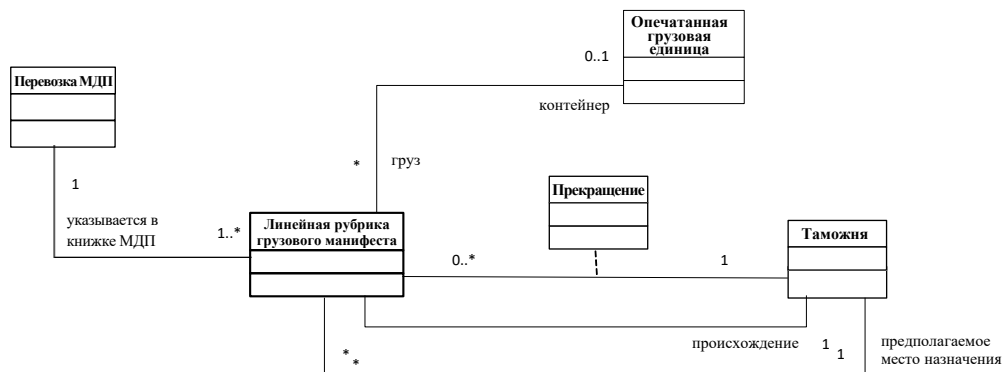 Опечатанная
грузовая
единица
0..1
Перевозка МДП
контейнер
*
груз
Прекращение
1
указывается в
книжке МДП
1..*
Линейная рубрика
грузового манифеста
Таможня
0..*
1
происхождение
*
*
1
1
предполагаемое
место назначения